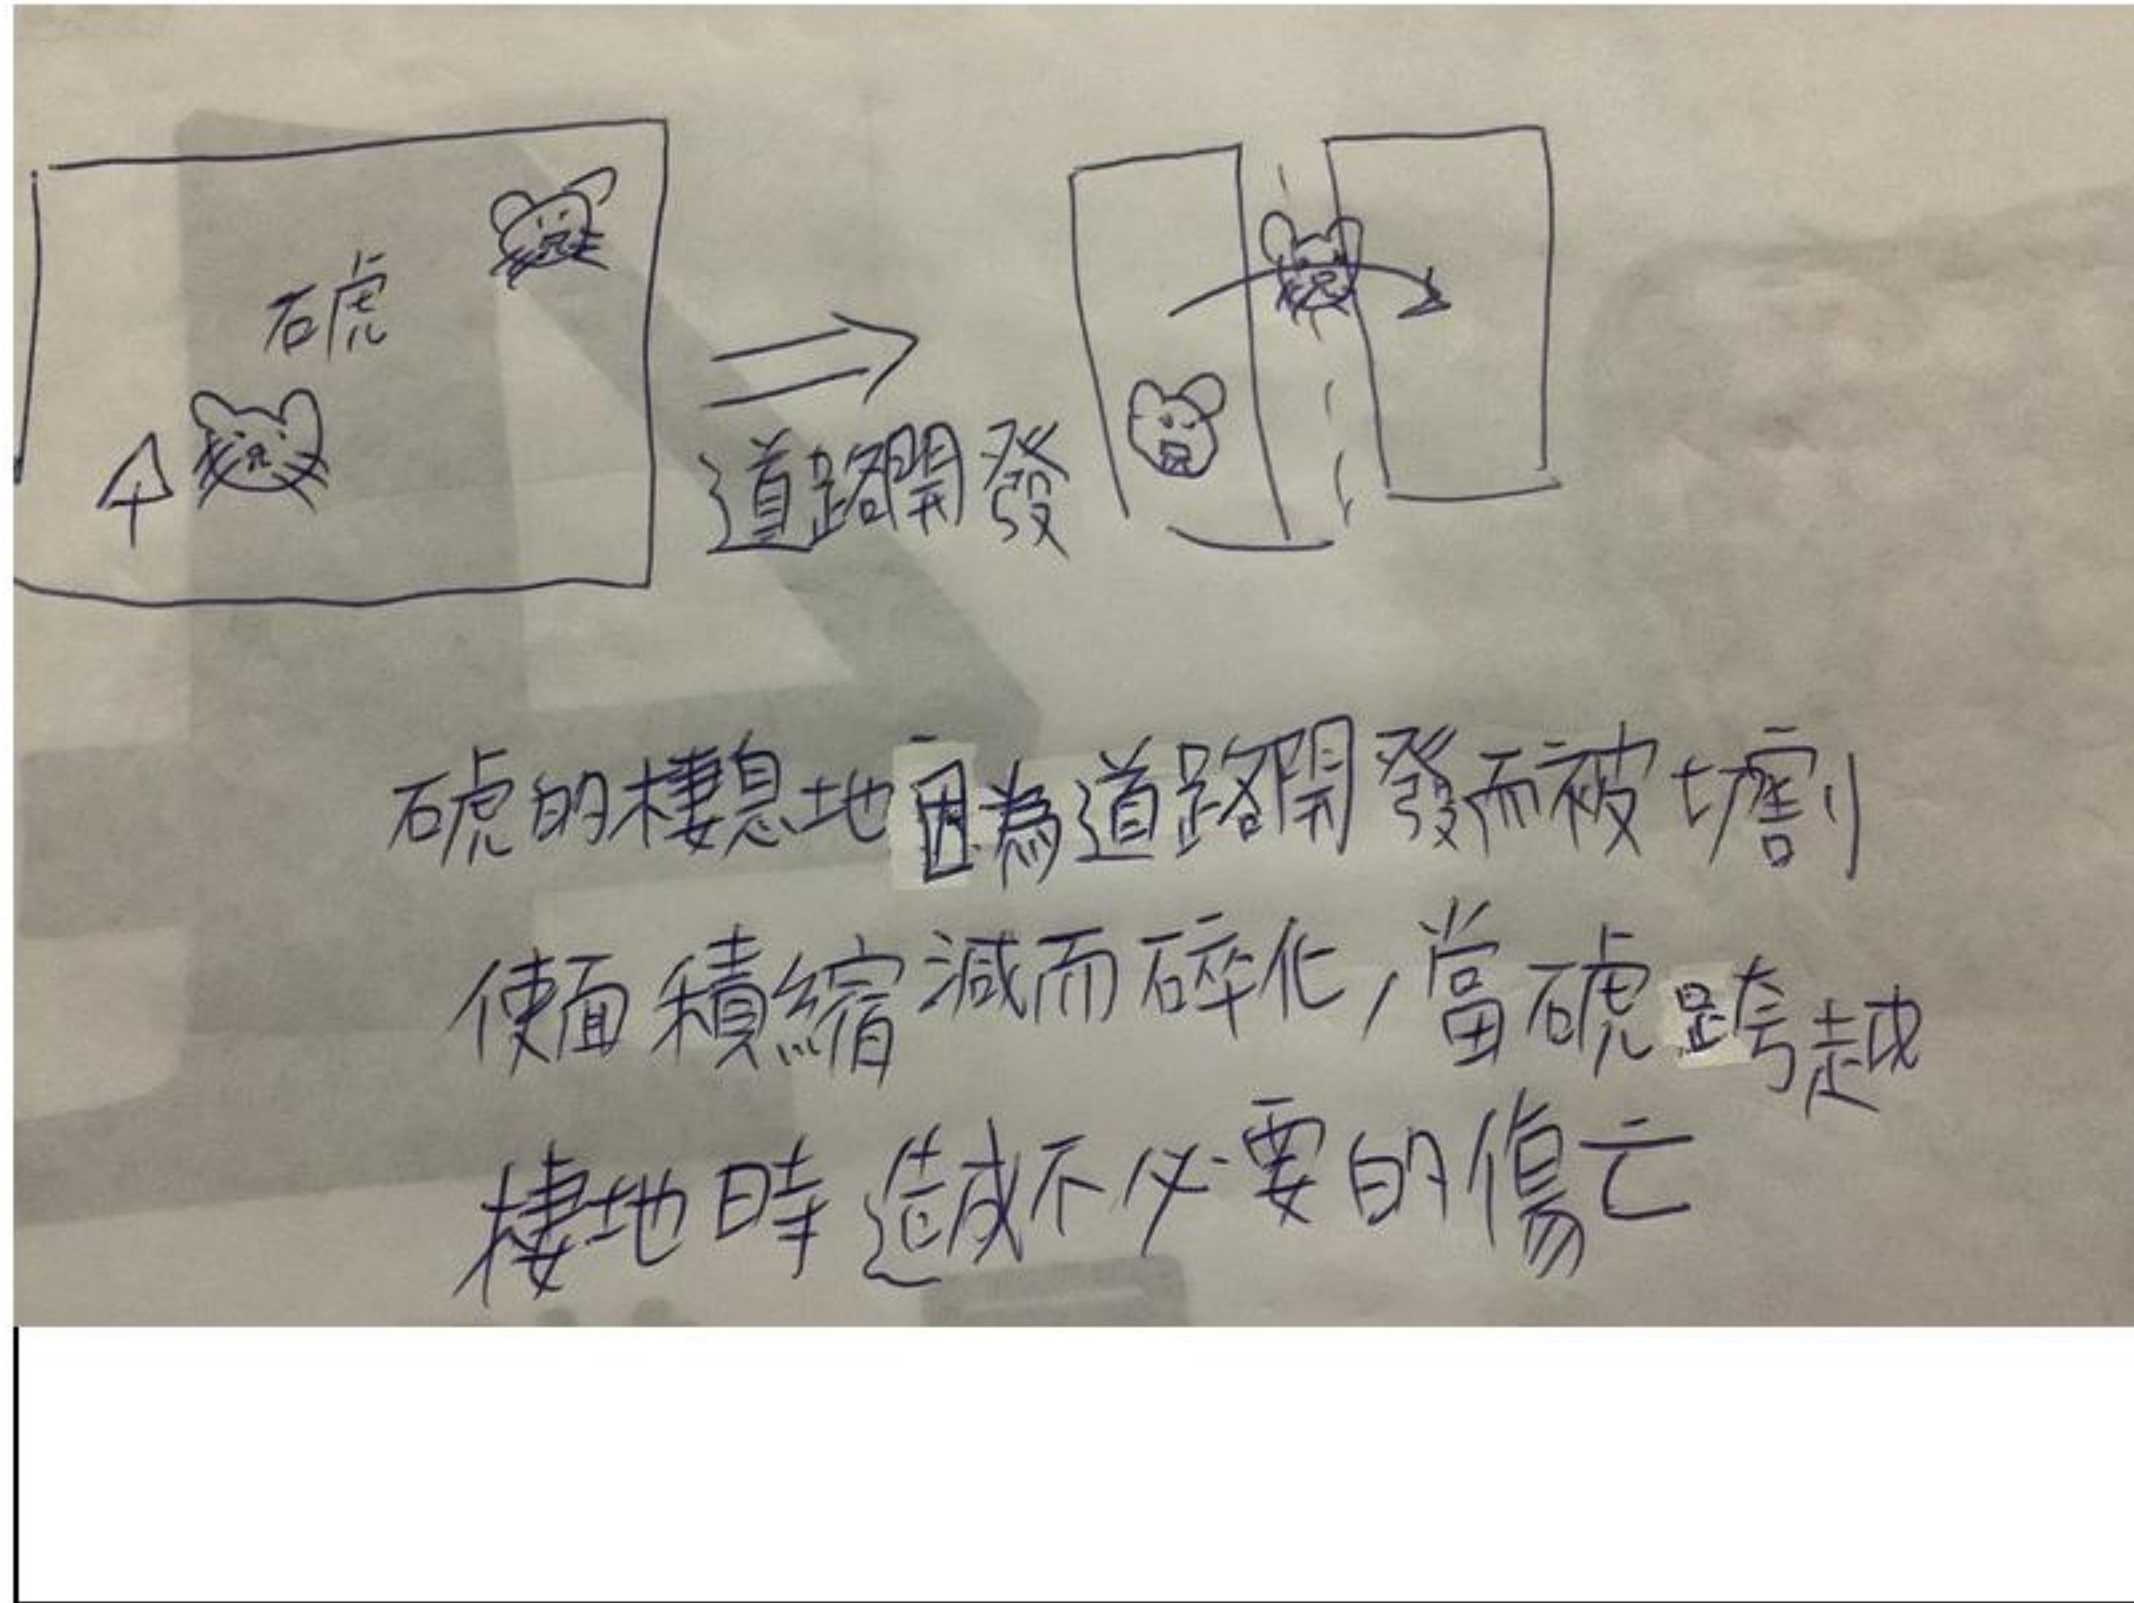 石虎
道路開發
石虎的棲息地因為道路開發而被切割
使面積縮減而碎化，當石虎跨越
棲地時造成不必要的傷亡